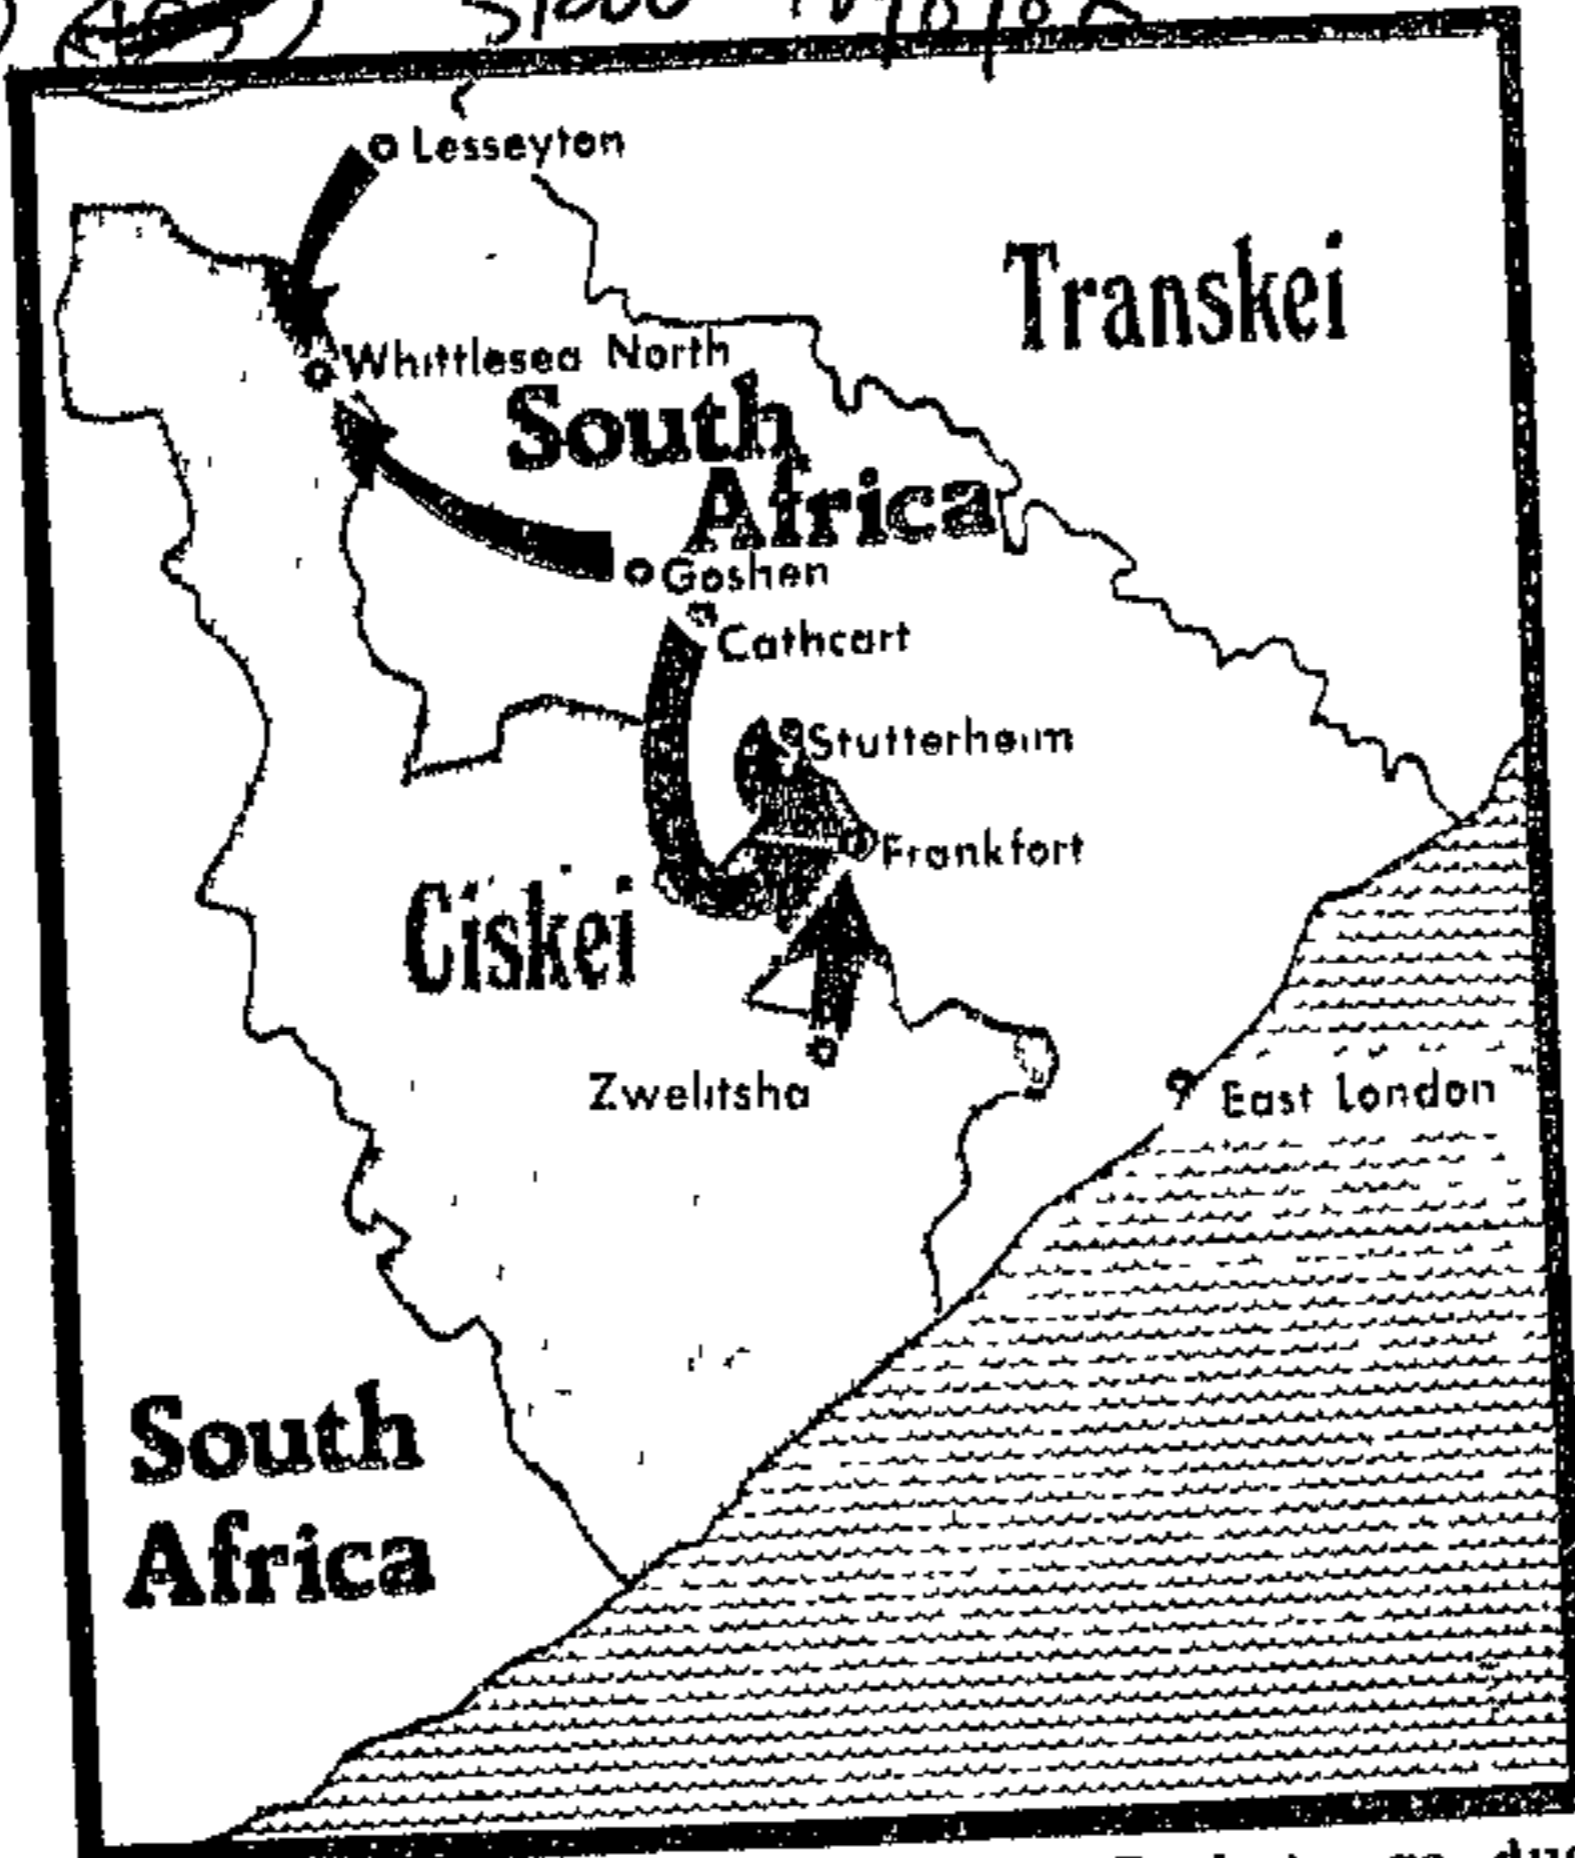 Lesseyton
Transkei
Whittlesea North
South
Africa
Goshen
Cathcart
Stutterheim
Frankfort
Ciskei
Zwelitsha
East London
South
Africa